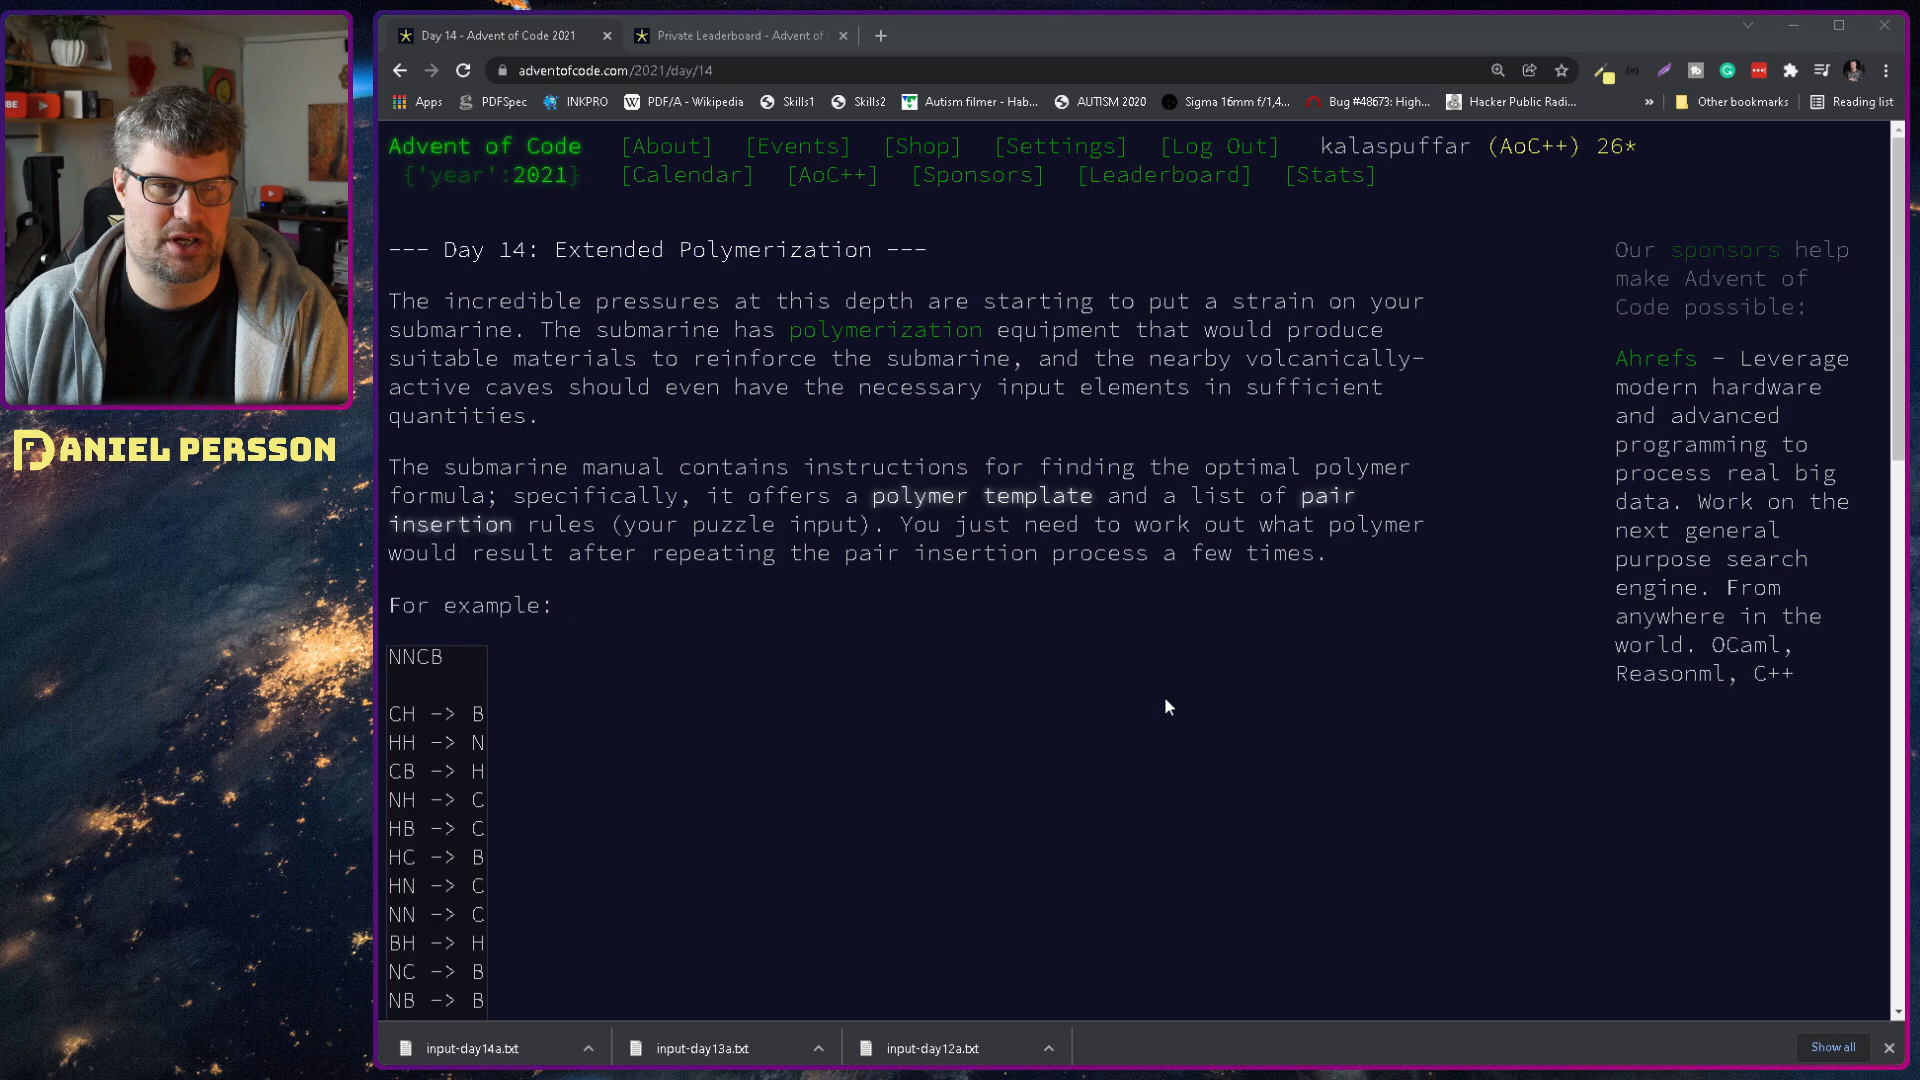 Day 14 - Advent of Code 2021
Private Leaderboard - Advent of
adventofcode.com/2021/day/14
Apps
PDFSpec
INKPRO
PDF/A - Wikipedia
Skills1
Skills2
Autism filmer - Hab...
AUTISM 2020
Sigma 16mm f/1,4...
Bug #48673: High...
Hacker Public Radi...
»
Other bookmarks
Reading list
Advent of Code [About] [Events] [Shop] [Settings] [Log Out] kalaspuffar (AoC++) 26*
{'year':2021} [Calendar] [AoC++] [Sponsors] [Leaderboard] [Stats]
--- Day 14: Extended Polymerization ---
The incredible pressures at this depth are starting to put a strain on your
submarine. The submarine has polymerization equipment that would produce
suitable materials to reinforce the submarine, and the nearby volcanically-
active caves should even have the necessary input elements in sufficient
quantities.
The submarine manual contains instructions for finding the optimal polymer
formula; specifically, it offers a polymer template and a list of pair
insertion rules (your puzzle input). You just need to work out what polymer
would result after repeating the pair insertion process a few times.
For example:
NNCB
CH -> B
HH -> N
CB -> H
NH -> C
HB -> C
HC -> B
HN -> C
NN -> C
BH -> H
NC -> B
NB -> B
Our sponsors help
make Advent of
Code possible:
Ahrefs - Leverage
modern hardware
and advanced
programming to
process real big
data. Work on the
next general
purpose search
engine. From
anywhere in the
world. OCaml,
Reasonml, C++
input-day14a.txt
input-day13a.txt
input-day12a.txt
Show all
DANIEL PERSSON